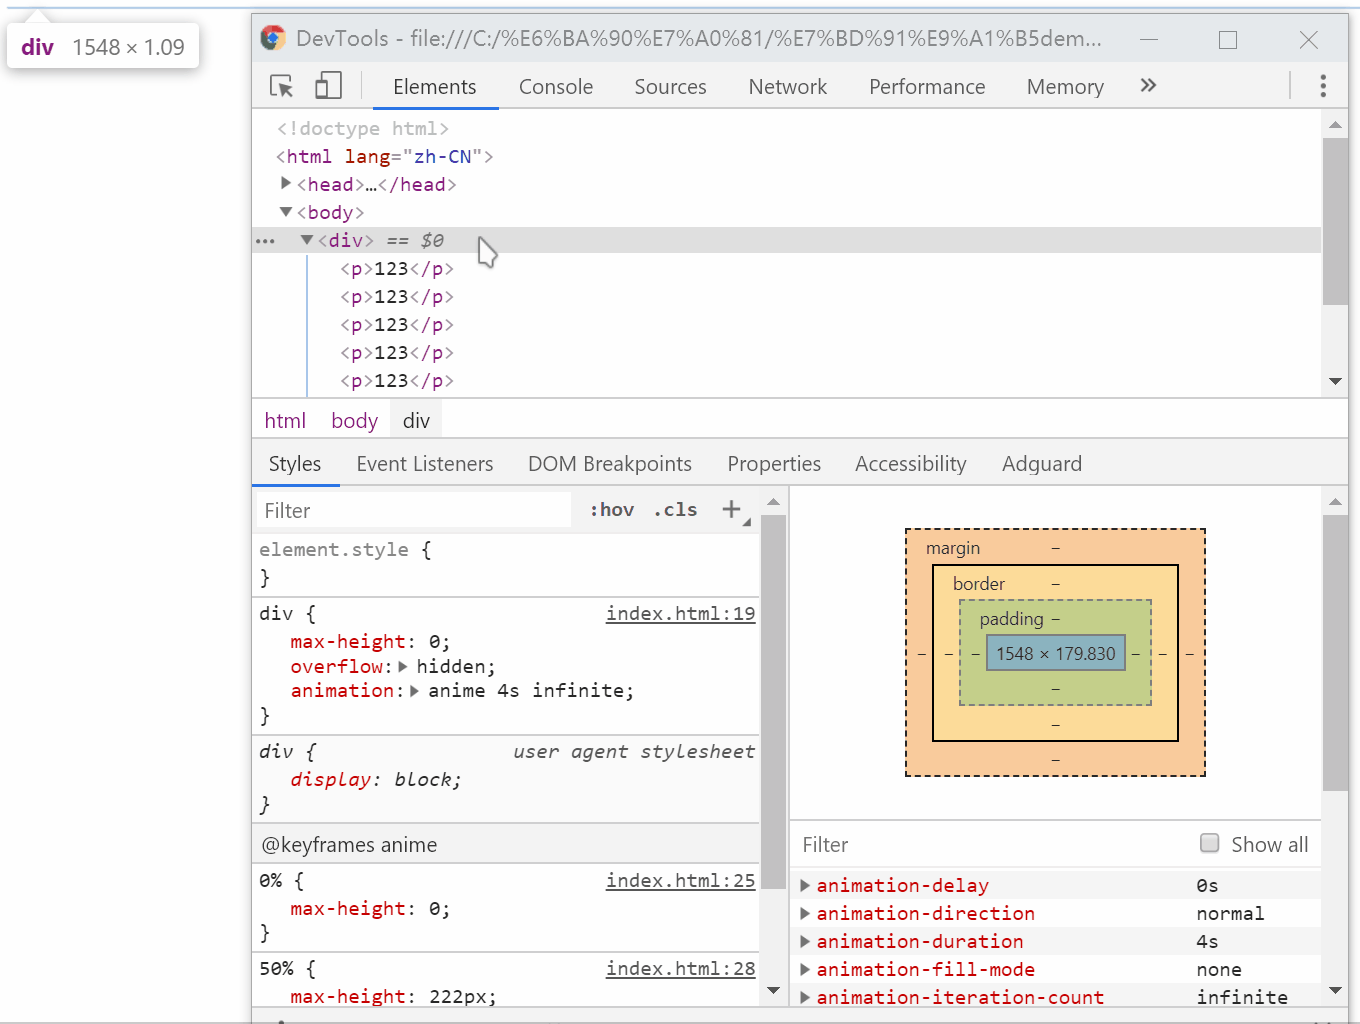 div 1548 × 1.09
DevTools - file:///C:/%E6%BA%90%E7%A0%81/%E7%BD%91%E9%A1%B5dem...
Elements Console Sources Network Performance Memory »
<!doctype html>
<html lang="zh-CN">
<head>…</head>
<body>
••• <div> == $0
<p>123</p>
<p>123</p>
<p>123</p>
<p>123</p>
<p>123</p>
html body div
Styles Event Listeners DOM Breakpoints Properties Accessibility Adguard
Filter :hov .cls +
element.style {
}
div { index.html:19
max-height: 0;
overflow: hidden;
animation: anime 4s infinite;
}
div { user agent stylesheet
display: block;
}
@keyframes anime
0% { index.html:25
max-height: 0;
}
50% { index.html:28
max-height: 222px;
margin –
border –
padding –
– – – 1548 × 179.830 – – –
–
–
–
Filter Show all
animation-delay 0s
animation-direction normal
animation-duration 4s
animation-fill-mode none
animation-iteration-count infinite